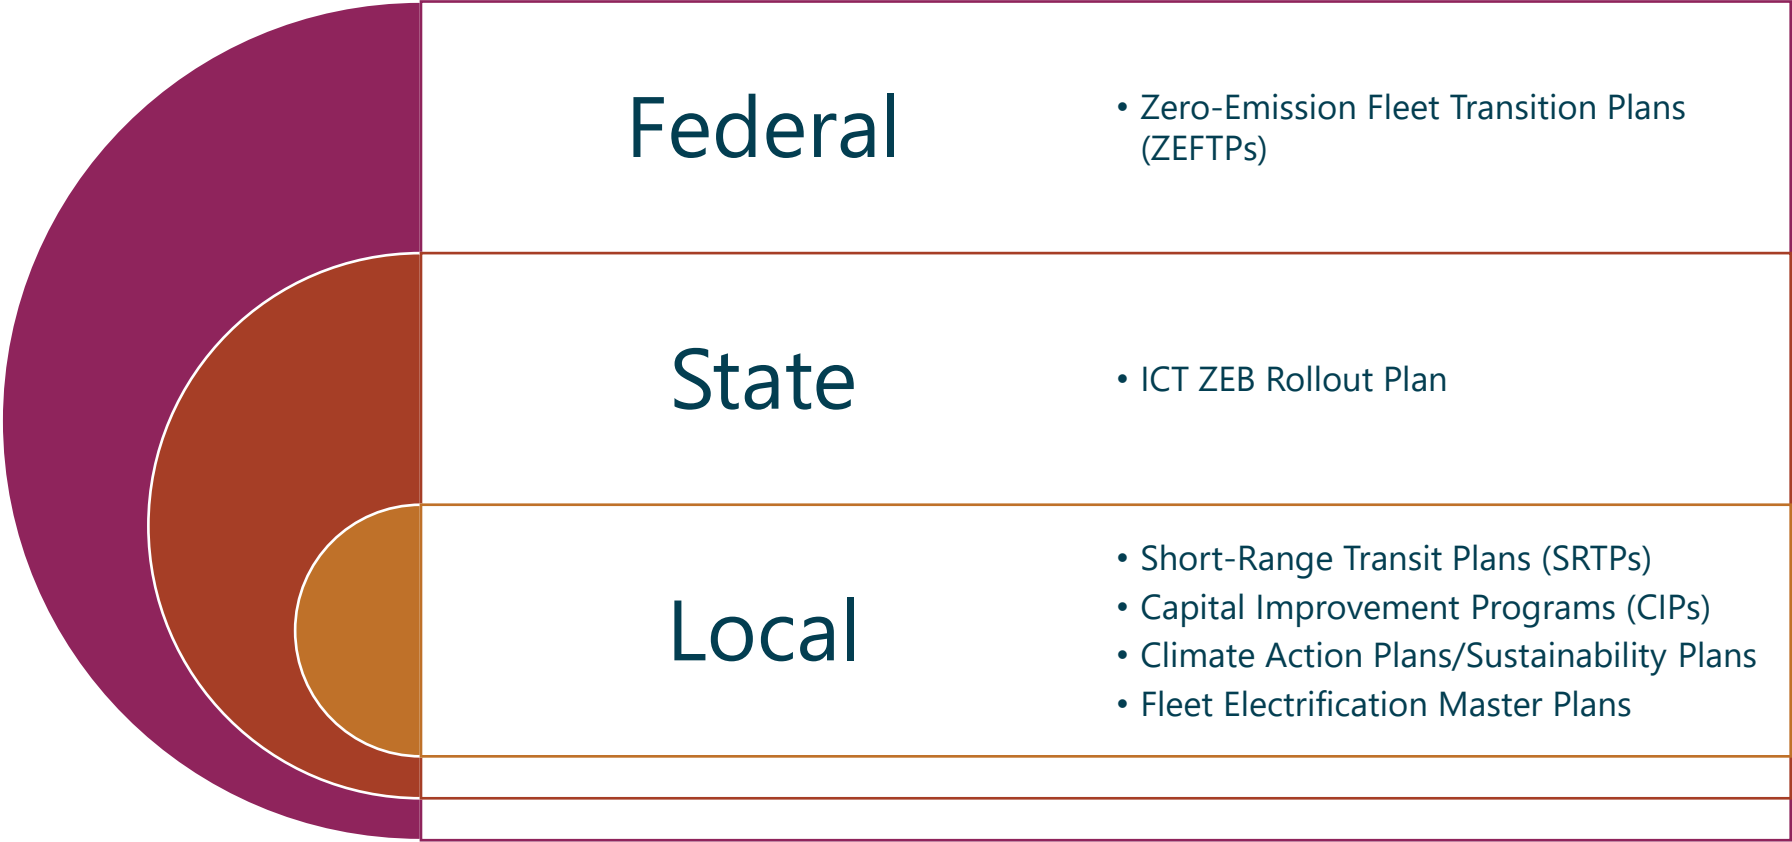 Federal
• Zero-Emission Fleet Transition Plans
(ZEFTPs)
State
• ICT ZEB Rollout Plan
Local
• Short-Range Transit Plans (SRTPs)
• Capital Improvement Programs (CIPs)
• Climate Action Plans/Sustainability Plans
• Fleet Electrification Master Plans